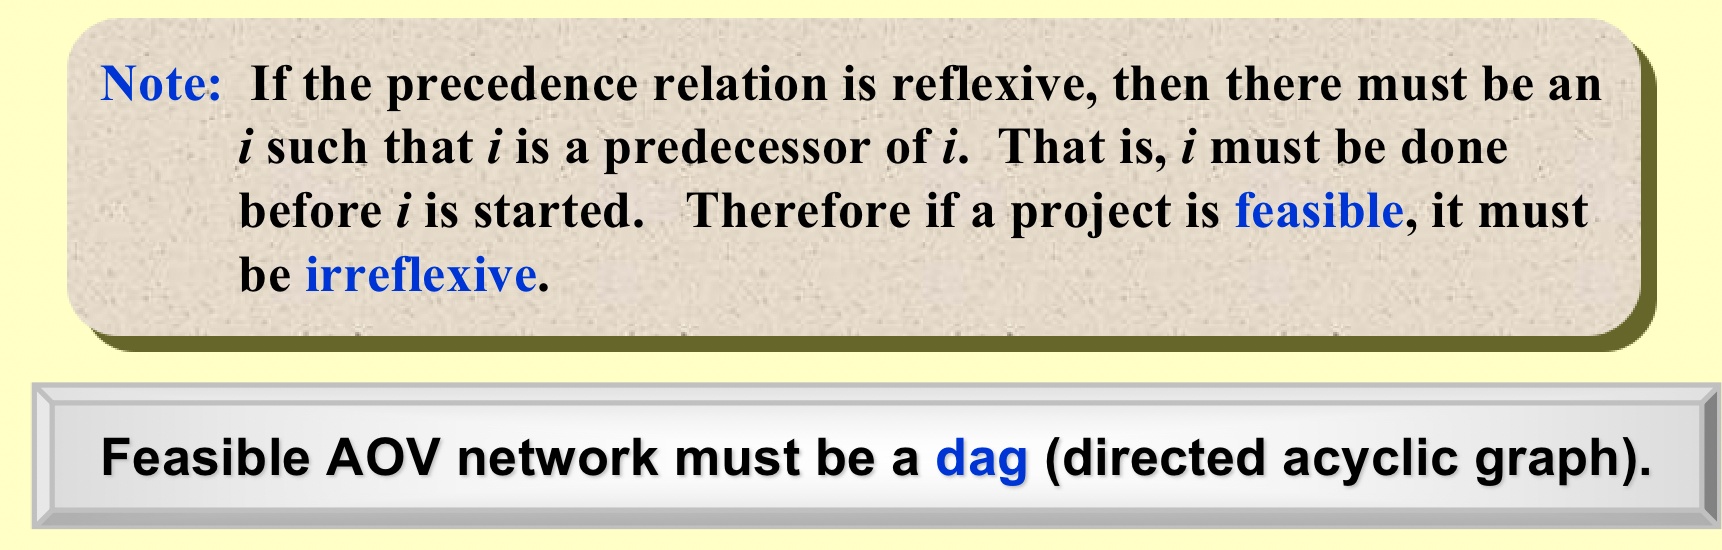 Note: If the precedence relation is reflexive, then there must be an
i such that i is a predecessor of i. That is, i must be done
before i is started. Therefore if a project is feasible, it must
be irreflexive.
Feasible AOV network must be a dag (directed acyclic graph).